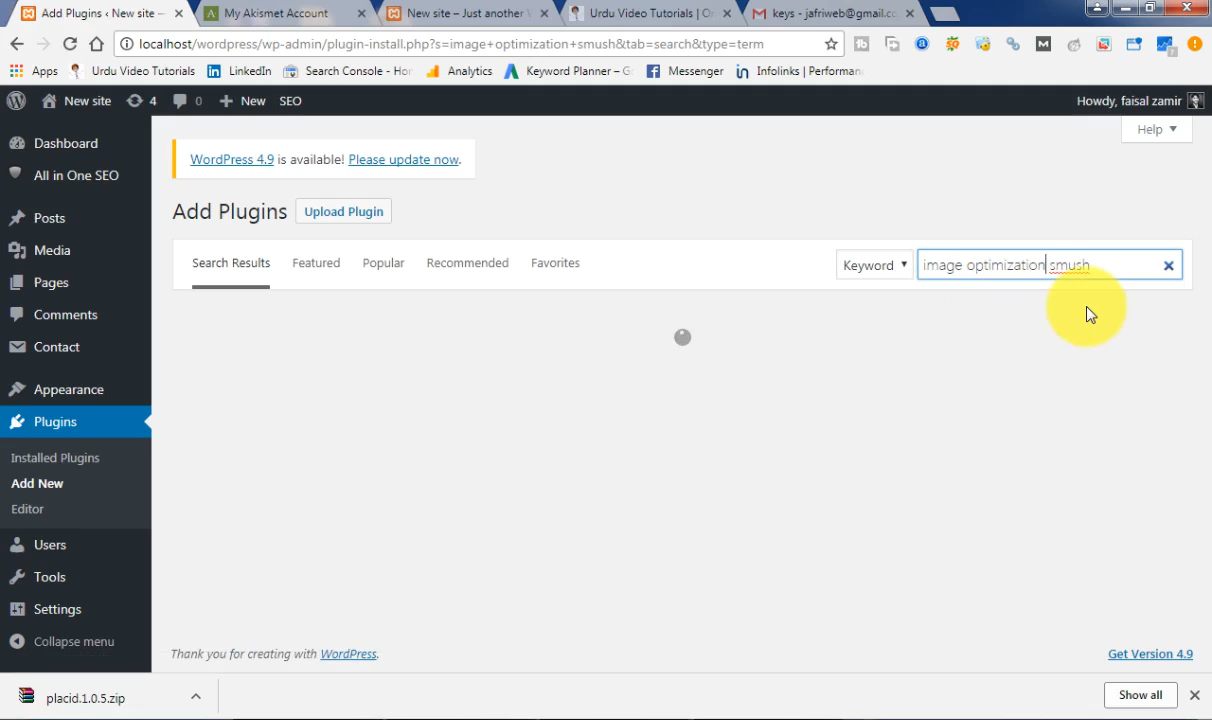 Add Plugins ‹ New site —
My Akismet Account
New site – Just another
Urdu Video Tutorials | O
keys - jafriweb@gmail.c
localhost/wordpress/wp-admin/plugin-install.php?s=image+optimization+smush&tab=search&type=term
Apps
Urdu Video Tutorials
LinkedIn
Search Console - Ho
Analytics
Keyword Planner – G
Messenger
Infolinks | Performan
New site
4
0
New
SEO
Howdy, faisal zamir
Help
Dashboard
All in One SEO
Posts
Media
Pages
Comments
Contact
Appearance
Plugins
Installed Plugins
Add New
Editor
Users
Tools
Settings
Collapse menu
WordPress 4.9 is available! Please update now.
Add Plugins
Upload Plugin
Search Results
Featured
Popular
Recommended
Favorites
Keyword
image optimization smush
Thank you for creating with WordPress.
Get Version 4.9
placid.1.0.5.zip
Show all